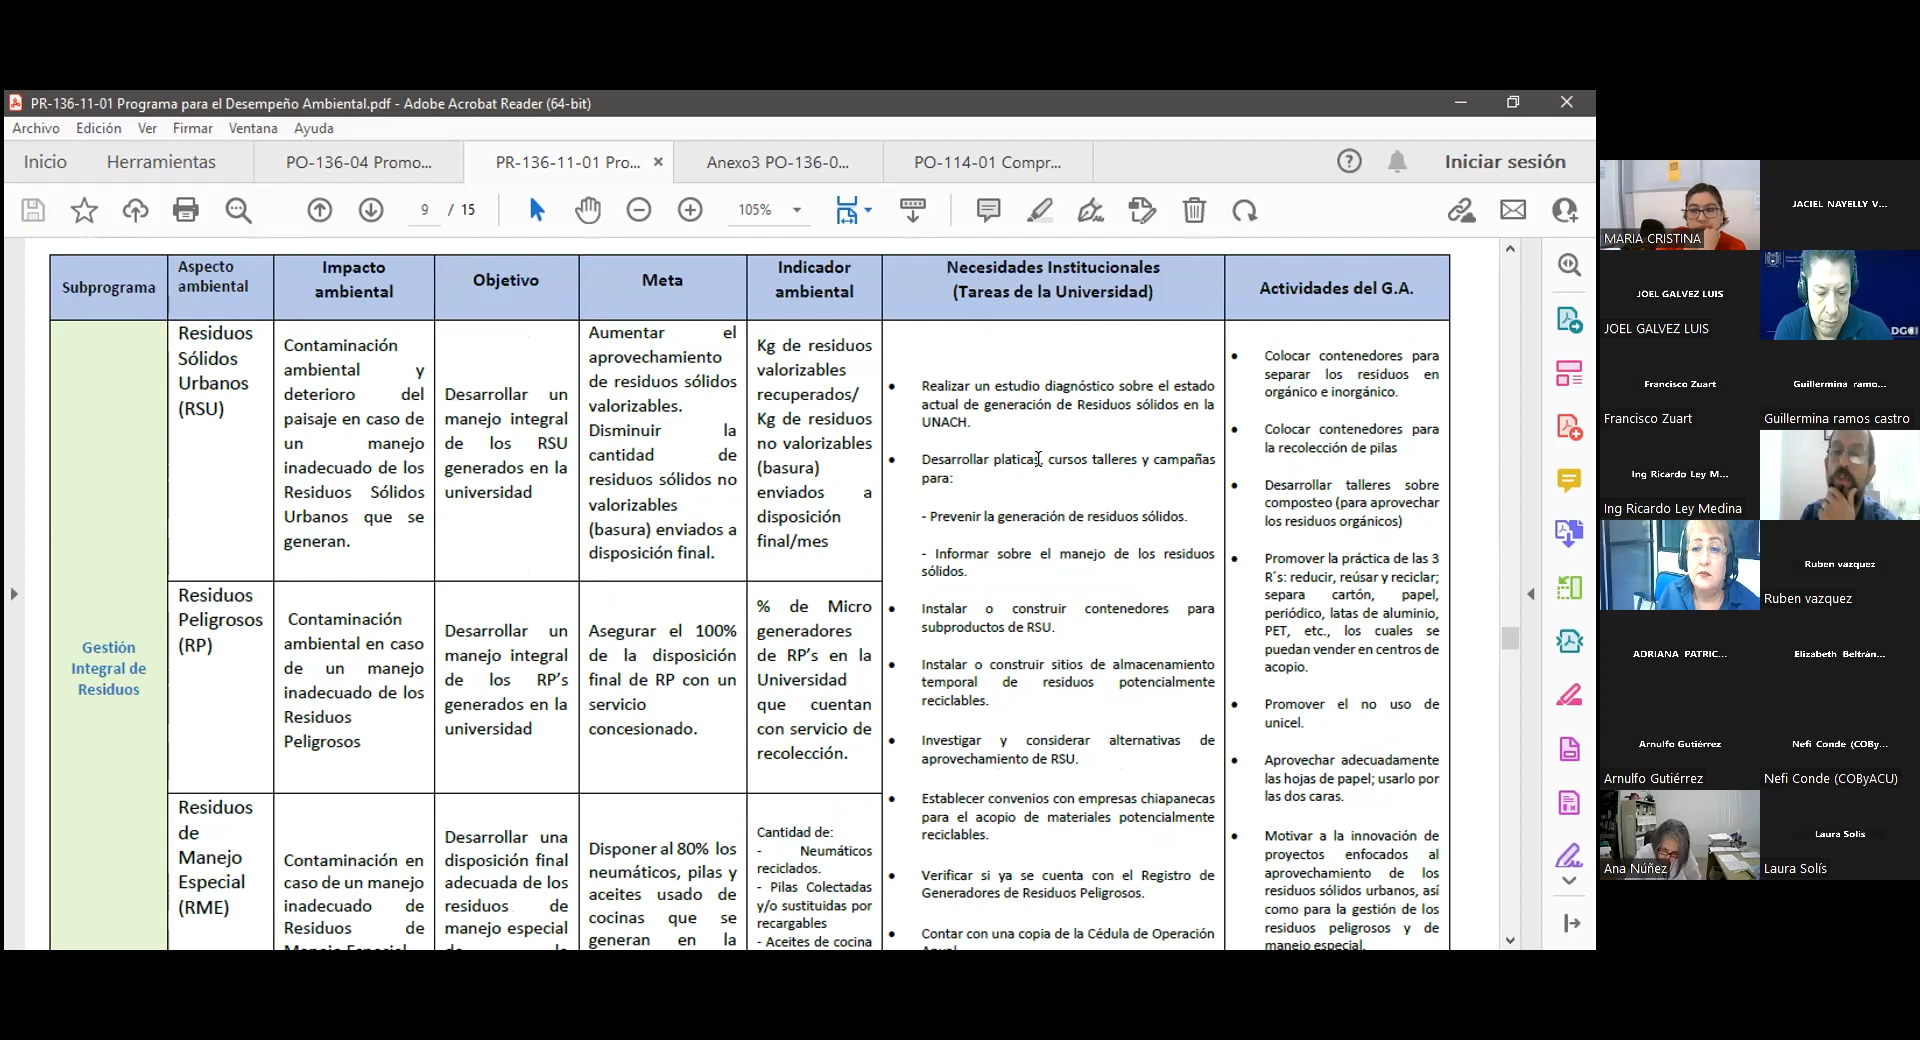 PR-136-11-01 Programa para el Desempeño Ambiental.pdf - Adobe Acrobat Reader (64-bit)
Archivo Edición Ver Firmar Ventana Ayuda
Inicio Herramientas PO-136-04 Promo... PR-136-11-01 Pro... Anexo3 PO-136-0... PO-114-01 Compr... Iniciar sesión
9 / 15 105%
Subprograma
Aspecto
ambiental
Impacto
ambiental
Objetivo
Meta
Indicador
ambiental
Necesidades Institucionales
(Tareas de la Universidad)
Actividades del G.A.
Gestión
Integral de
Residuos
Residuos
Sólidos
Urbanos
(RSU)
Contaminación
ambiental y
deterioro del
paisaje en caso de
un manejo
inadecuado de los
Residuos Sólidos
Urbanos que se
generan.
Desarrollar un
manejo integral
de los RSU
generados en la
universidad
Aumentar el
aprovechamiento
de residuos sólidos
valorizables.
Disminuir la
cantidad de
residuos sólidos no
valorizables
(basura) enviados a
disposición final.
Kg de residuos
valorizables
recuperados/
Kg de residuos
no valorizables
(basura)
enviados a
disposición
final/mes
Residuos
Peligrosos
(RP)
Contaminación
ambiental en caso
de un manejo
inadecuado de los
Residuos
Peligrosos
Desarrollar un
manejo integral
de los RP's
generados en la
universidad
Asegurar el 100%
de la disposición
final de RP con un
servicio
concesionado.
% de Micro
generadores
de RP's en la
Universidad
que cuentan
con servicio de
recolección.
Residuos
de
Manejo
Especial
(RME)
Contaminación en
caso de un manejo
inadecuado de
Residuos de
Manejo Especial
Desarrollar una
disposición final
adecuada de los
residuos de
manejo especial
Disponer al 80% los
neumáticos, pilas y
aceites usado de
cocinas que se
generan en la
Cantidad de:
- Neumáticos
reciclados.
- Pilas Colectadas
y/o sustituidas por
recargables
- Aceites de cocina
• Realizar un estudio diagnóstico sobre el estado
actual de generación de Residuos sólidos en la
UNACH.
• Desarrollar platicas, cursos talleres y campañas
para:
- Prevenir la generación de residuos sólidos.
- Informar sobre el manejo de los residuos
sólidos.
• Instalar o construir contenedores para
subproductos de RSU.
• Instalar o construir sitios de almacenamiento
temporal de residuos potencialmente
reciclables.
• Investigar y considerar alternativas de
aprovechamiento de RSU.
• Establecer convenios con empresas chiapanecas
para el acopio de materiales potencialmente
reciclables.
• Verificar si ya se cuenta con el Registro de
Generadores de Residuos Peligrosos.
• Contar con una copia de la Cédula de Operación
Anual
• Colocar contenedores para
separar los residuos en
orgánico e inorgánico.
• Colocar contenedores para
la recolección de pilas
• Desarrollar talleres sobre
composteo (para aprovechar
los residuos orgánicos)
• Promover la práctica de las 3
R´s: reducir, reúsar y reciclar;
separa cartón, papel,
periódico, latas de aluminio,
PET, etc., los cuales se
puedan vender en centros de
acopio.
• Promover el no uso de
unicel.
• Aprovechar adecuadamente
las hojas de papel; usarlo por
las dos caras.
• Motivar a la innovación de
proyectos enfocados al
aprovechamiento de los
residuos sólidos urbanos, así
como para la gestión de los
residuos peligrosos y de
manejo especial.
MARIA CRISTINA
JACIEL NAYELLY V...
JOEL GALVEZ LUIS
JOEL GALVEZ LUIS
DGCI
Francisco Zuart
Francisco Zuart
Guillermina ramo...
Guillermina ramos castro
Ing Ricardo Ley M...
Ing Ricardo Ley Medina
Ruben vazquez
Ruben vazquez
ADRIANA PATRIC...
Elizabeth Beltrán...
Arnulfo Gutiérrez
Arnulfo Gutiérrez
Nefi Conde (COBy...
Nefi Conde (COByACU)
Ana Núñez
Laura Solis
Laura Solís